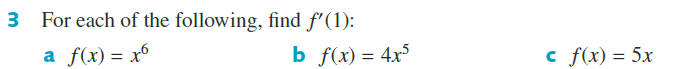 3 For each of the following, find f′(1):
a f(x) = x⁶ b f(x) = 4x⁵ c f(x) = 5x